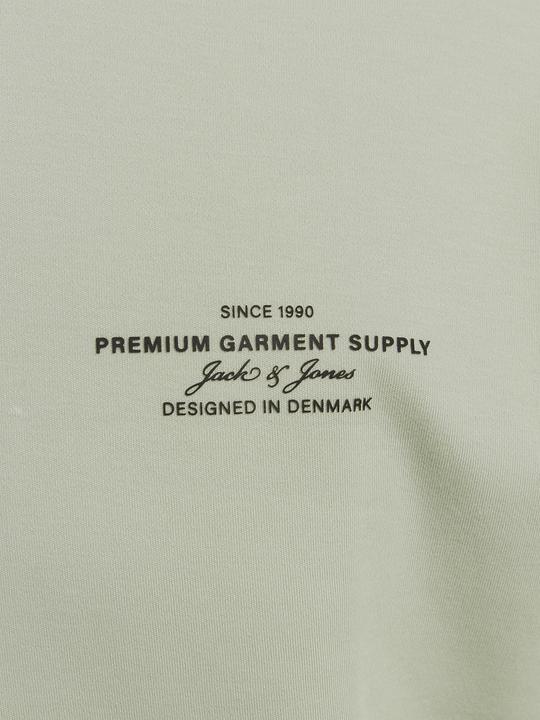 SINCE 1990
PREMIUM GARMENT SUPPLY
Jack & Jones
DESIGNED IN DENMARK